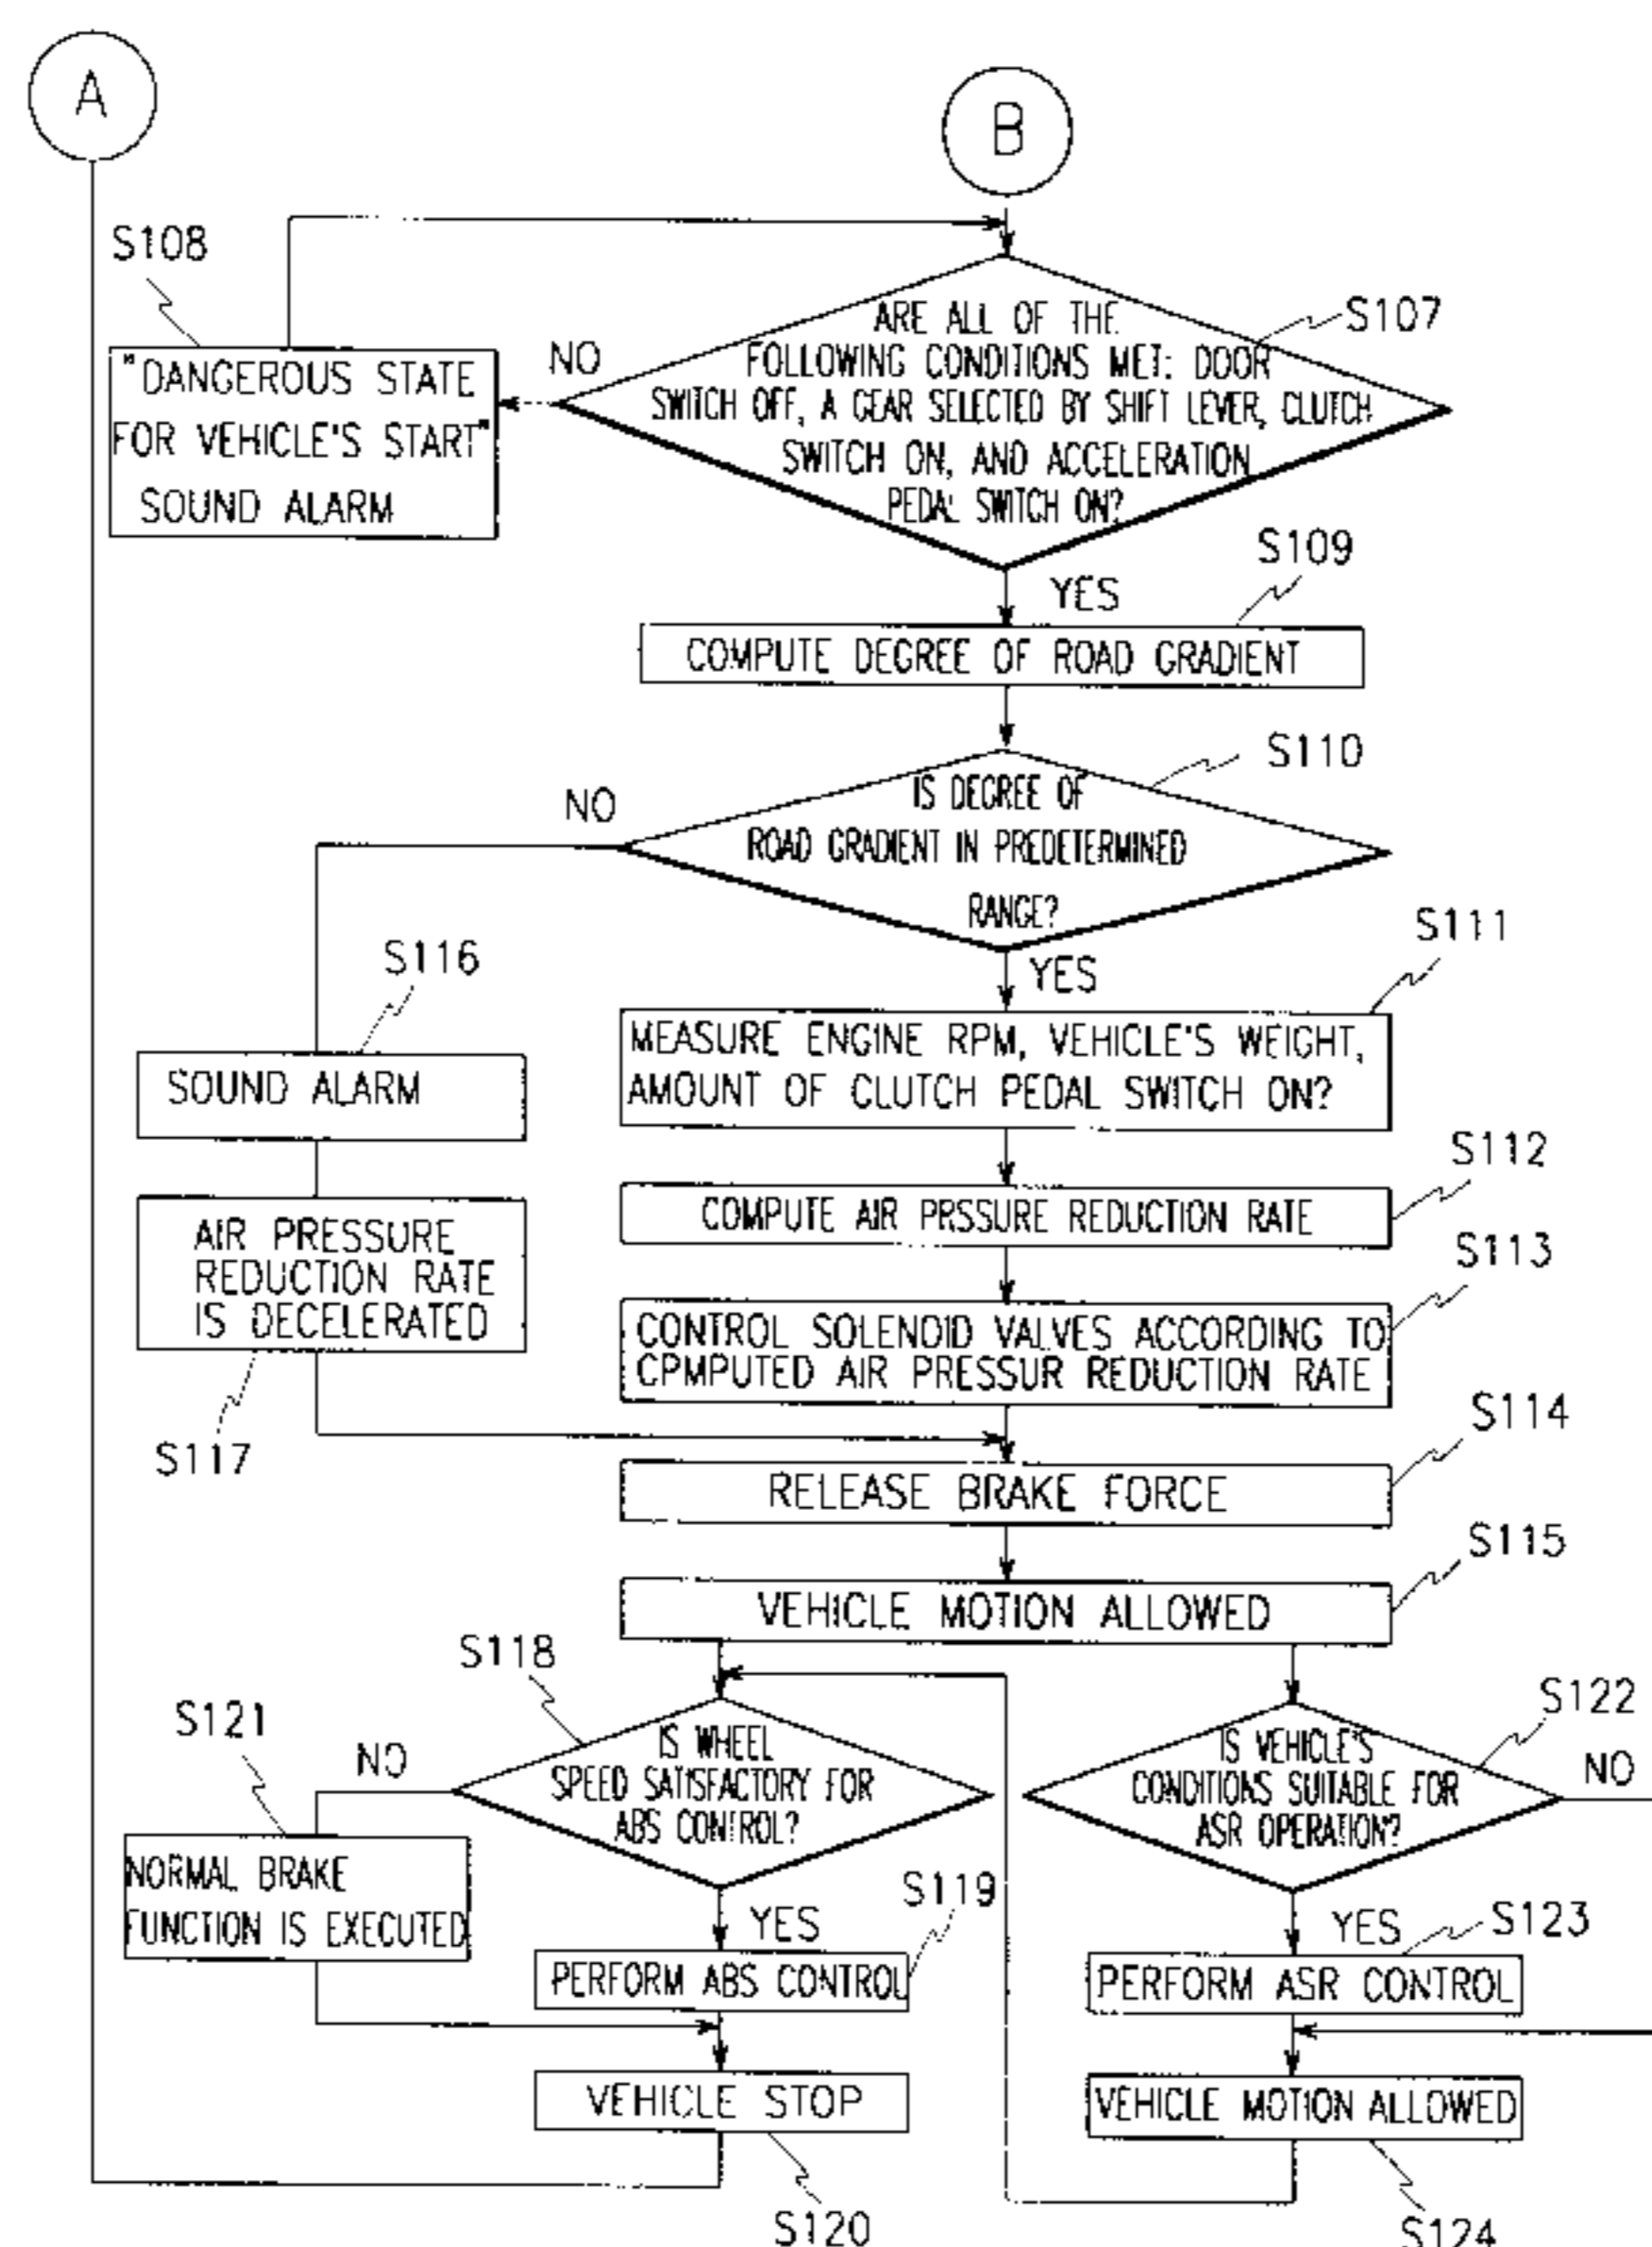 A
B
S108
S107
ARE ALL OF THE
FOLLOWING CONDITIONS MET: DOOR
SWITCH OFF, A GEAR SELECTED BY SHIFT LEVER, CLUTCH
SWITCH ON, AND ACCELERATION
PEDAL SWITCH ON?
NO
"DANGEROUS STATE
FOR VEHICLE'S START"
SOUND ALARM
YES
S109
COMPUTE DEGREE OF ROAD GRADIENT
S110
IS DEGREE OF
ROAD GRADIENT IN PREDETERMINED
RANGE?
NO
YES
S111
MEASURE ENGINE RPM, VEHICLE'S WEIGHT,
AMOUNT OF CLUTCH PEDAL SWITCH ON?
S116
SOUND ALARM
S112
COMPUTE AIR PRSSURE REDUCTION RATE
AIR PRESSURE
REDUCTION RATE
IS DECELERATED
S117
S113
CONTROL SOLENOID VALVES ACCORDING TO
CPMPUTED AIR PRESSUR REDUCTION RATE
S114
RELEASE BRAKE FORCE
S115
VEHICLE MOTION ALLOWED
S118
IS WHEEL
SPEED SATISFACTORY FOR
ABS CONTROL?
S122
IS VEHICLE'S
CONDITIONS SUITABLE FOR
ASR OPERATION?
NO
S121
NO
NORMAL BRAKE
FUNCTION IS EXECUTED
YES
S119
PERFORM ABS CONTROL
YES
S123
PERFORM ASR CONTROL
VEHICLE STOP
S120
VEHICLE MOTION ALLOWED
S124